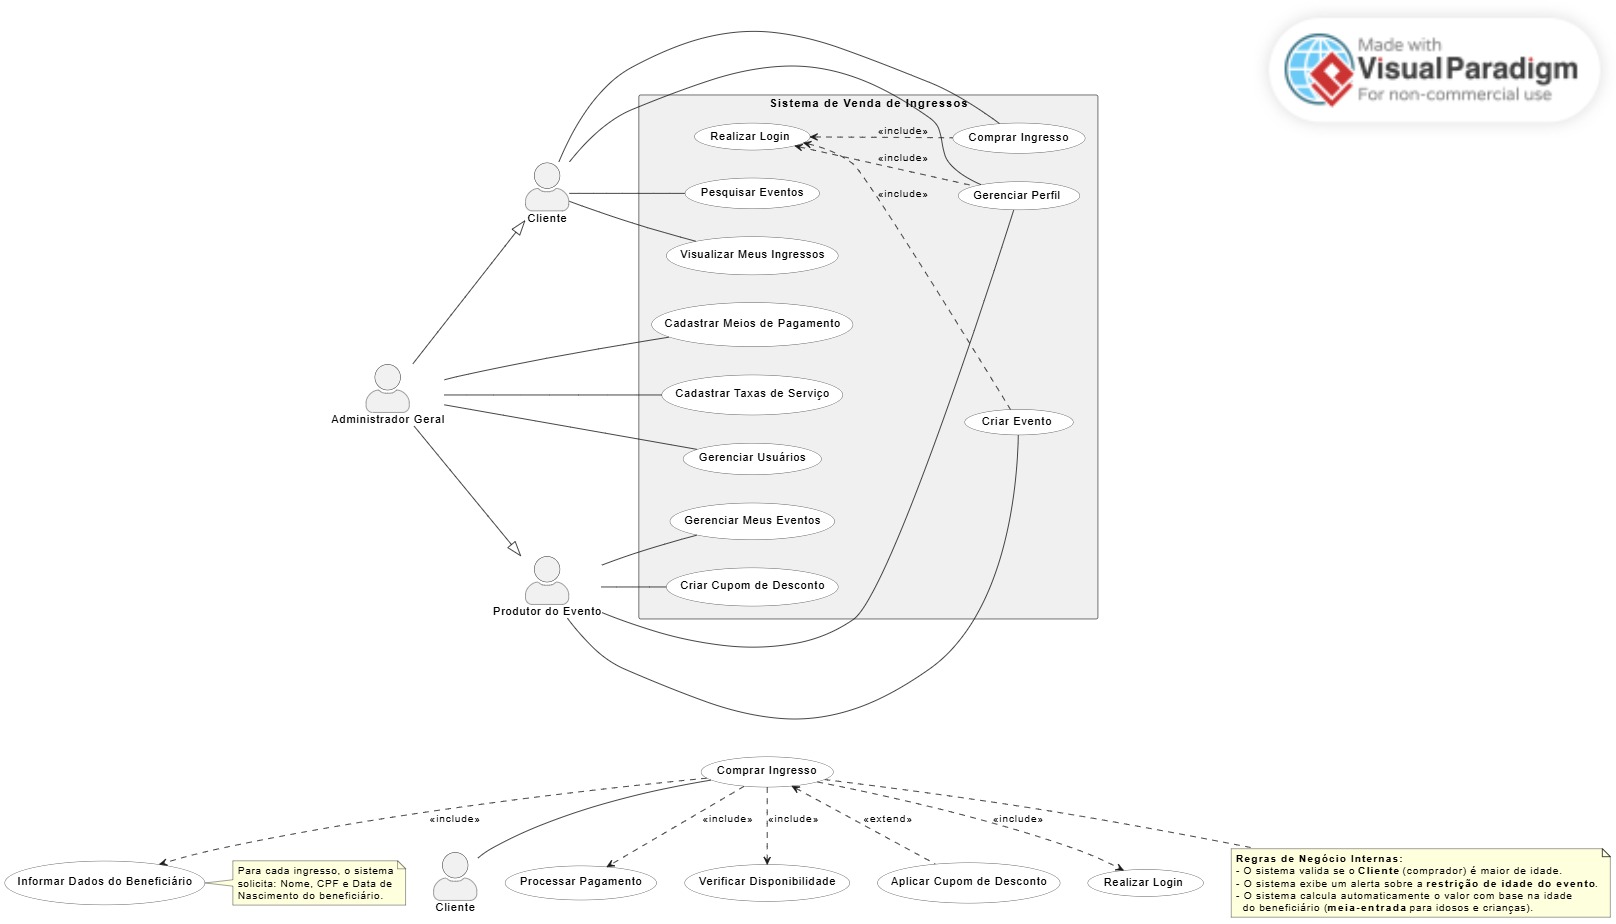 Made with
Visual Paradigm
For non-commercial use
Sistema de Venda de Ingressos
Realizar Login
«include»
Comprar Ingresso
«include»
Pesquisar Eventos
«include»
Gerenciar Perfil
Cliente
Visualizar Meus Ingressos
Cadastrar Meios de Pagamento
Cadastrar Taxas de Serviço
Administrador Geral
Criar Evento
Gerenciar Usuários
Gerenciar Meus Eventos
Criar Cupom de Desconto
Produtor do Evento
Comprar Ingresso
«include»
«include»
«include»
«extend»
«include»
Informar Dados do Beneficiário
Para cada ingresso, o sistema
solicita: Nome, CPF e Data de
Nascimento do beneficiário.
Cliente
Processar Pagamento
Verificar Disponibilidade
Aplicar Cupom de Desconto
Realizar Login
Regras de Negócio Internas:
- O sistema valida se o Cliente (comprador) é maior de idade.
- O sistema exibe um alerta sobre a restrição de idade do evento.
- O sistema calcula automaticamente o valor com base na idade
do beneficiário (meia-entrada para idosos e crianças).